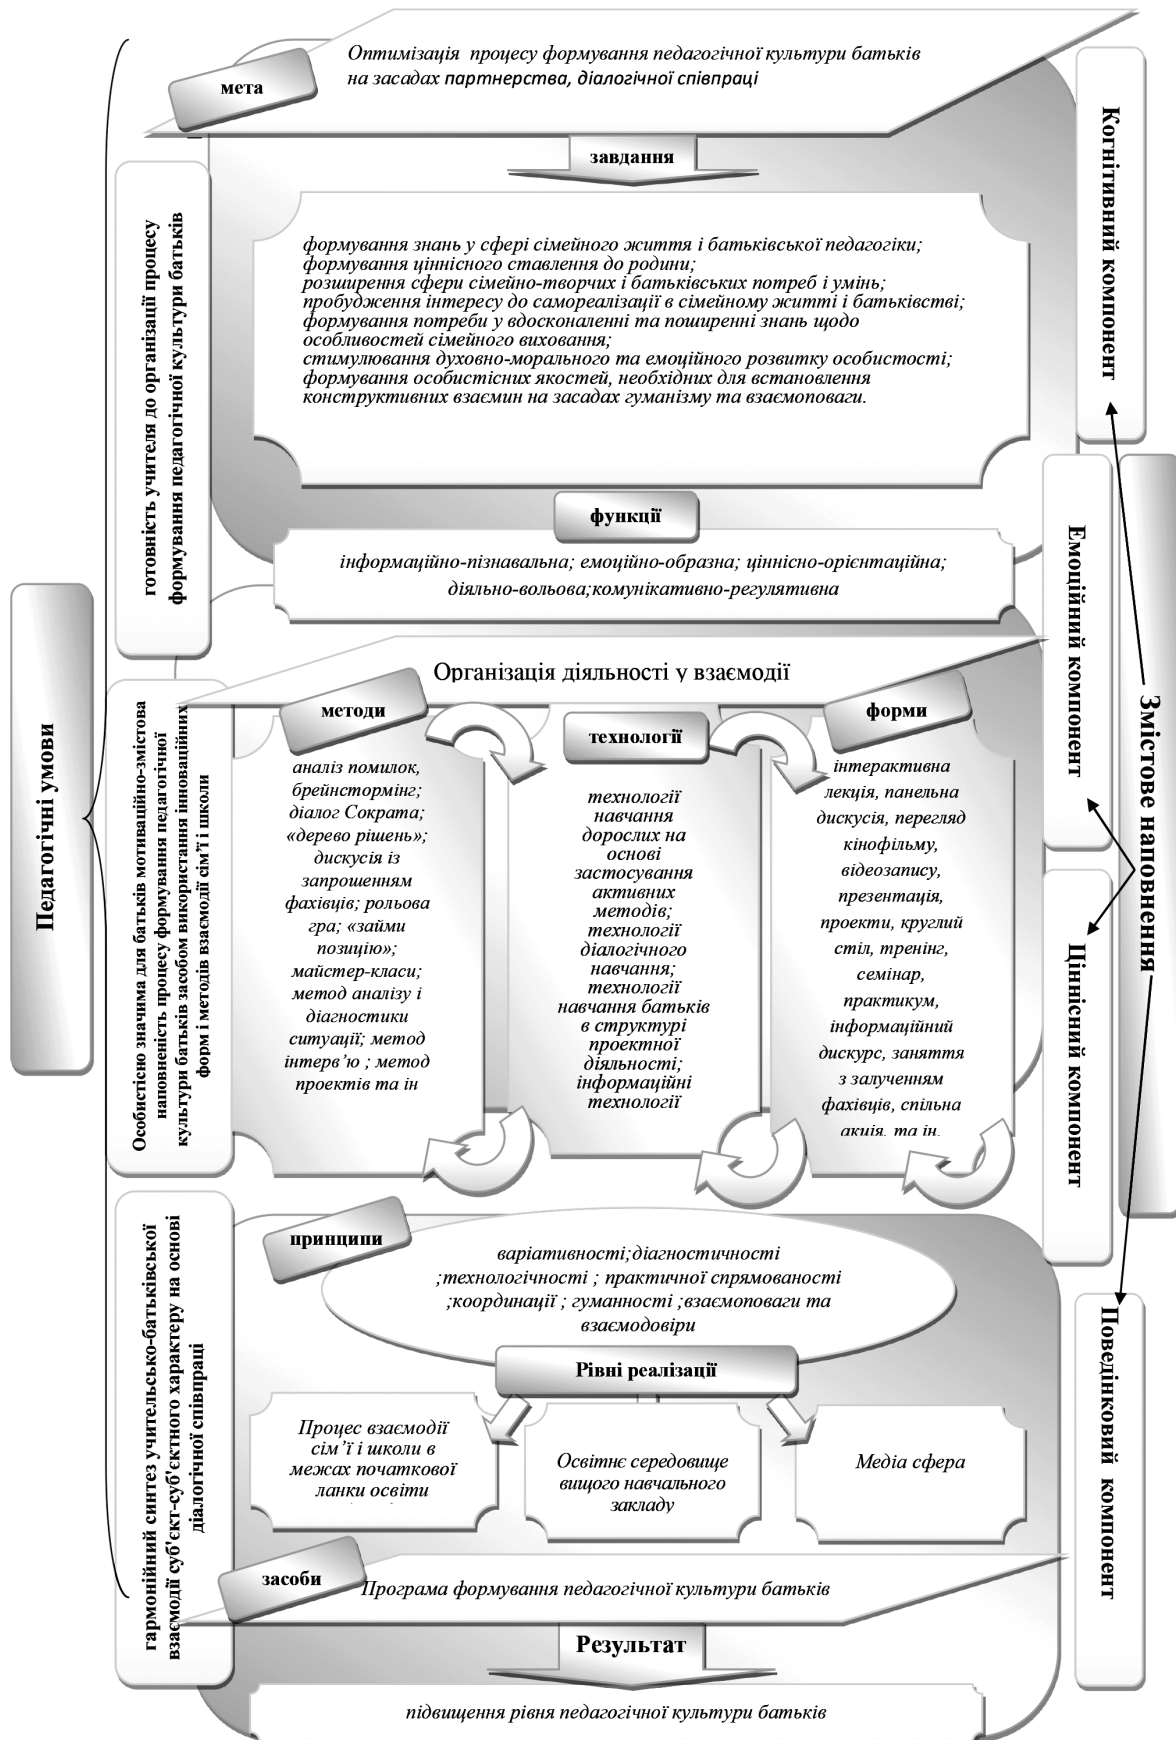 мета
Оптимізація процесу формування педагогічної культури батьків
на засадах партнерства, діалогічної співпраці
завдання
формування знань у сфері сімейного життя і батьківської педагогіки;
формування ціннісного ставлення до родини;
розширення сфери сімейно-творчих і батьківських потреб і умінь;
пробудження інтересу до самореалізації в сімейному житті і батьківстві;
формування потреби у вдосконаленні та поширенні знань щодо
особливостей сімейного виховання;
стимулювання духовно-морального та емоційного розвитку особистості;
формування особистісних якостей, необхідних для встановлення
конструктивних взаємин на засадах гуманізму та взаємоповаги.
функції
інформаційно-пізнавальна; емоційно-образна; ціннісно-орієнтаційна;
діяльно-вольова;комунікативно-регулятивна
Організація діяльності у взаємодії
методи
аналіз помилок,
брейнстормінг;
діалог Сократа;
«дерево рішень»;
дискусія із
запрошенням
фахівців; рольова
гра; «займи
позицію»;
майстер-класи;
метод аналізу і
діагностики
ситуації; метод
інтерв’ю ; метод
проектів та ін
технології
технології
навчання
дорослих на
основі
застосування
активних
методів;
технології
діалогічного
навчання;
технології
навчання батьків
в структурі
проектної
діяльності;
інформаційні
технології
форми
інтерактивна
лекція, панельна
дискусія, перегляд
кінофільму,
відеозапису,
презентація,
проекти, круглий
стіл, тренінг,
семінар,
практикум,
інформаційний
дискурс, заняття
з залученням
фахівців, спільна
акція, та ін.
принципи
варіативності;діагностичності
;технологічності ; практичної спрямованості
;координації ; гуманності ;взаємоповаги та
взаємодовіри
Рівні реалізації
Процес взаємодії
сім’ї і школи в
межах початкової
ланки освіти
Освітнє середовище
вищого навчального
закладу
Медіа сфера
засоби
Програма формування педагогічної культури батьків
Результат
підвищення рівня педагогічної культури батьків
Педагогічні умови
готовність учителя до організації процесу
формування педагогічної культури батьків
Особистісно значима для батьків мотиваційно-змістова
наповненість процесу формування педагогічної
культури батьків засобом використання інноваційних
форм і методів взаємодії сім’ї і школи
гармонійний синтез учительсько-батьківської
взаємодії суб'єкт-суб'єктного характеру на основі
діалогічної співпраці
Змістове наповнення
Когнітивний компонент
Емоційний компонент
Ціннісний компонент
Поведінковий компонент